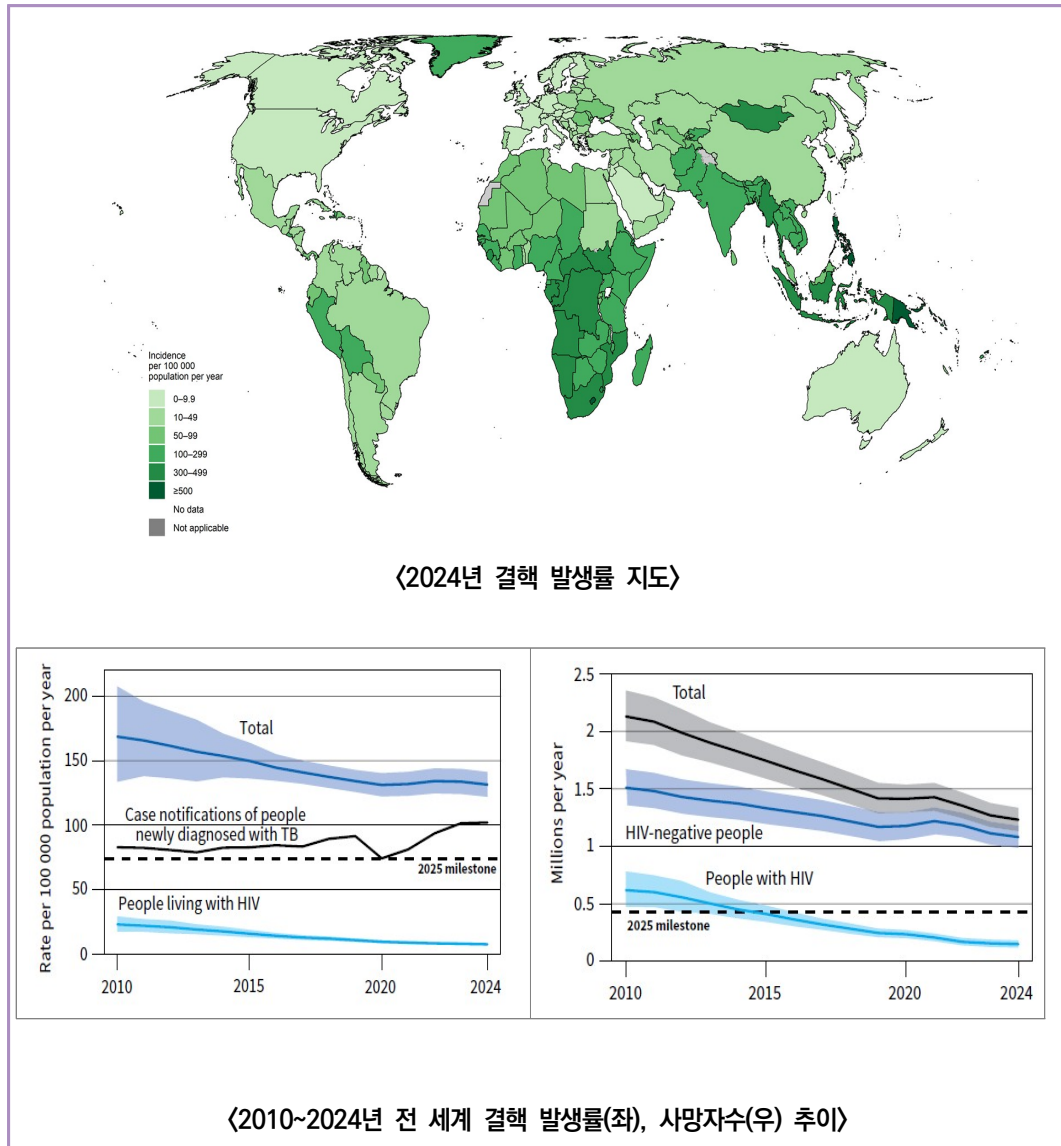 Incidence
per 100 000
population per year
0–9.9
10–49
50–99
100–299
300–499
≥500
No data
Not applicable
〈2024년 결핵 발생률 지도〉
Rate per 100 000 population per year
200
150
100
50
0
Total
Case notifications of people
newly diagnosed with TB
2025 milestone
People living with HIV
2010
2015
2020
2024
Millions per year
2.5
2
1.5
1
0.5
0
Total
HIV-negative people
People with HIV
2025 milestone
2010
2015
2020
2024
〈2010~2024년 전 세계 결핵 발생률(좌), 사망자수(우) 추이〉